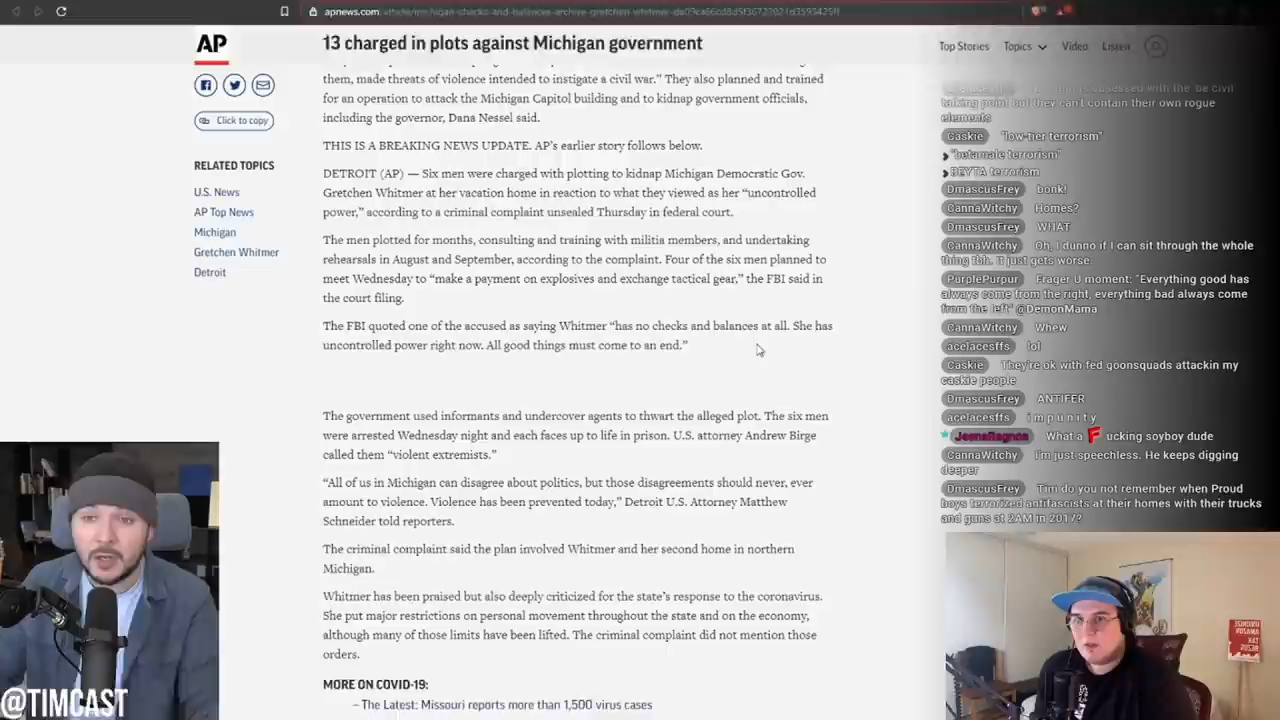 apnews.com
AP
13 charged in plots against Michigan government
Top Stories Topics Video Listen
them, made threats of violence intended to instigate a civil war.” They also planned and trained
for an operation to attack the Michigan Capitol building and to kidnap government officials,
including the governor, Dana Nessel said.
Click to copy
THIS IS A BREAKING NEWS UPDATE. AP’s earlier story follows below.
RELATED TOPICS
U.S. News
AP Top News
Michigan
Gretchen Whitmer
Detroit
DETROIT (AP) — Six men were charged with plotting to kidnap Michigan Democratic Gov.
Gretchen Whitmer at her vacation home in reaction to what they viewed as her “uncontrolled
power,” according to a criminal complaint unsealed Thursday in federal court.
The men plotted for months, consulting and training with militia members, and undertaking
rehearsals in August and September, according to the complaint. Four of the six men planned to
meet Wednesday to “make a payment on explosives and exchange tactical gear,” the FBI said in
the court filing.
The FBI quoted one of the accused as saying Whitmer “has no checks and balances at all. She has
uncontrolled power right now. All good things must come to an end.”
The government used informants and undercover agents to thwart the alleged plot. The six men
were arrested Wednesday night and each faces up to life in prison. U.S. attorney Andrew Birge
called them “violent extremists.”
“All of us in Michigan can disagree about politics, but those disagreements should never, ever
amount to violence. Violence has been prevented today,” Detroit U.S. Attorney Matthew
Schneider told reporters.
The criminal complaint said the plan involved Whitmer and her second home in northern
Michigan.
Whitmer has been praised but also deeply criticized for the state’s response to the coronavirus.
She put major restrictions on personal movement throughout the state and on the economy,
although many of those limits have been lifted. The criminal complaint did not mention those
orders.
MORE ON COVID-19:
– The Latest: Missouri reports more than 1,500 virus cases
obsessed with the 'be civil'
talking point but they can't contain their own rogue
elements
Caskie "low-tier terrorism"
"betamale terrorism"
BEYTA terrorism
DmascusFrey bonk!
CannaWitchy Homes?
DmascusFrey WHAT
CannaWitchy Oh, I dunno if I can sit through the whole
thing tbh. it just gets worse
PurplePurpur Prager U moment: "Everything good has
always come from the right, everything bad always come
from the left" @DemonMama
CannaWitchy Whew
acelacesffs lol
Caskie They're ok with fed goonsquads attackin my
caskie people
DmascusFrey ANTIFER
acelacesffs i m p u n i t y
JesnaRagnos What a F ucking soyboy dude
CannaWitchy I'm just speechless. He keeps digging
deeper
DmascusFrey Tim do you not remember when Proud
boys terrorized antifascists at their homes with their trucks
and guns at 2AM in 2017?
@TIMCAST